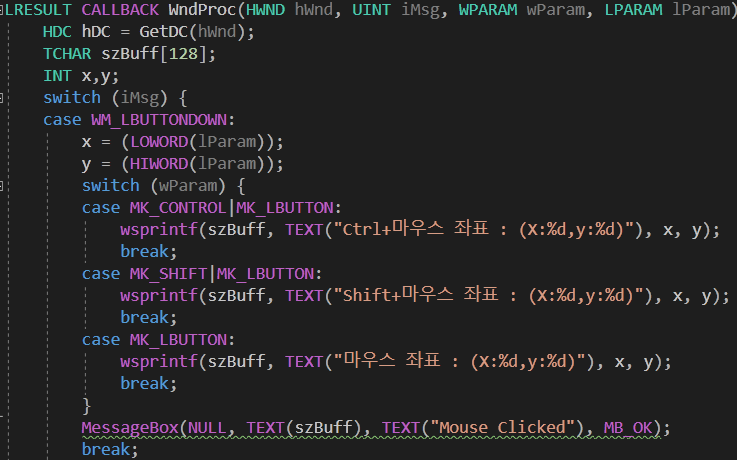 LRESULT CALLBACK WndProc(HWND hWnd, UINT iMsg, WPARAM wParam, LPARAM lParam)
HDC hDC = GetDC(hWnd);
TCHAR szBuff[128];
INT x,y;
switch (iMsg) {
case WM_LBUTTONDOWN:
x = (LOWORD(lParam));
y = (HIWORD(lParam));
switch (wParam) {
case MK_CONTROL|MK_LBUTTON:
wsprintf(szBuff, TEXT("Ctrl+마우스 좌표 : (X:%d,y:%d)"), x, y);
break;
case MK_SHIFT|MK_LBUTTON:
wsprintf(szBuff, TEXT("Shift+마우스 좌표 : (X:%d,y:%d)"), x, y);
break;
case MK_LBUTTON:
wsprintf(szBuff, TEXT("마우스 좌표 : (X:%d,y:%d)"), x, y);
break;
}
MessageBox(NULL, TEXT(szBuff), TEXT("Mouse Clicked"), MB_OK);
break;